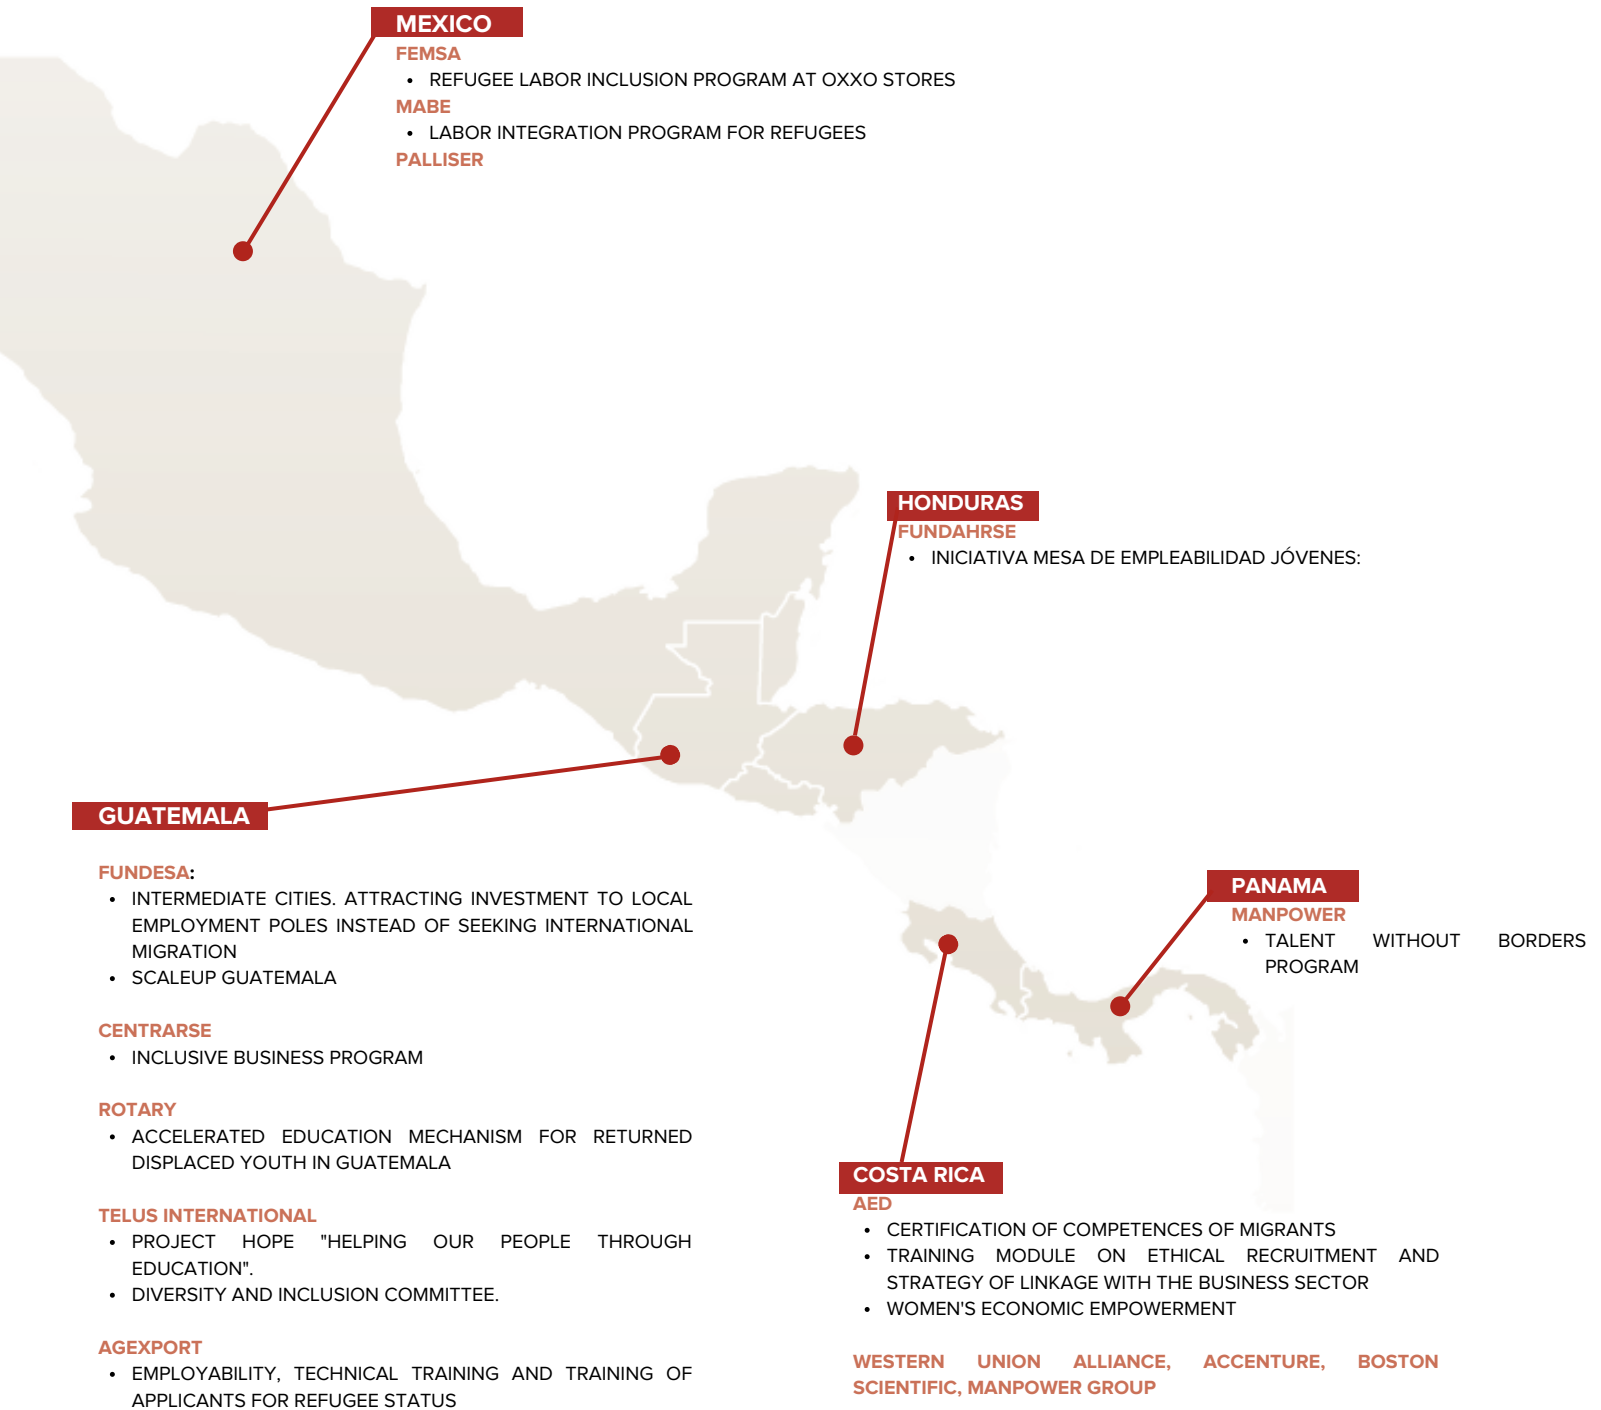 MEXICO
FEMSA
• REFUGEE LABOR INCLUSION PROGRAM AT OXXO STORES
MABE
• LABOR INTEGRATION PROGRAM FOR REFUGEES
PALLISER
HONDURAS
FUNDAHRSE
• INICIATIVA MESA DE EMPLEABILIDAD JÓVENES:
GUATEMALA
FUNDESA:
• INTERMEDIATE CITIES. ATTRACTING INVESTMENT TO LOCAL
EMPLOYMENT POLES INSTEAD OF SEEKING INTERNATIONAL
MIGRATION
• SCALEUP GUATEMALA
CENTRARSE
• INCLUSIVE BUSINESS PROGRAM
ROTARY
• ACCELERATED EDUCATION MECHANISM FOR RETURNED
DISPLACED YOUTH IN GUATEMALA
TELUS INTERNATIONAL
• PROJECT HOPE "HELPING OUR PEOPLE THROUGH
EDUCATION".
• DIVERSITY AND INCLUSION COMMITTEE.
AGEXPORT
• EMPLOYABILITY, TECHNICAL TRAINING AND TRAINING OF
APPLICANTS FOR REFUGEE STATUS
PANAMA
MANPOWER
• TALENT WITHOUT BORDERS
PROGRAM
COSTA RICA
AED
• CERTIFICATION OF COMPETENCES OF MIGRANTS
• TRAINING MODULE ON ETHICAL RECRUITMENT AND
STRATEGY OF LINKAGE WITH THE BUSINESS SECTOR
• WOMEN'S ECONOMIC EMPOWERMENT
WESTERN UNION ALLIANCE, ACCENTURE, BOSTON
SCIENTIFIC, MANPOWER GROUP